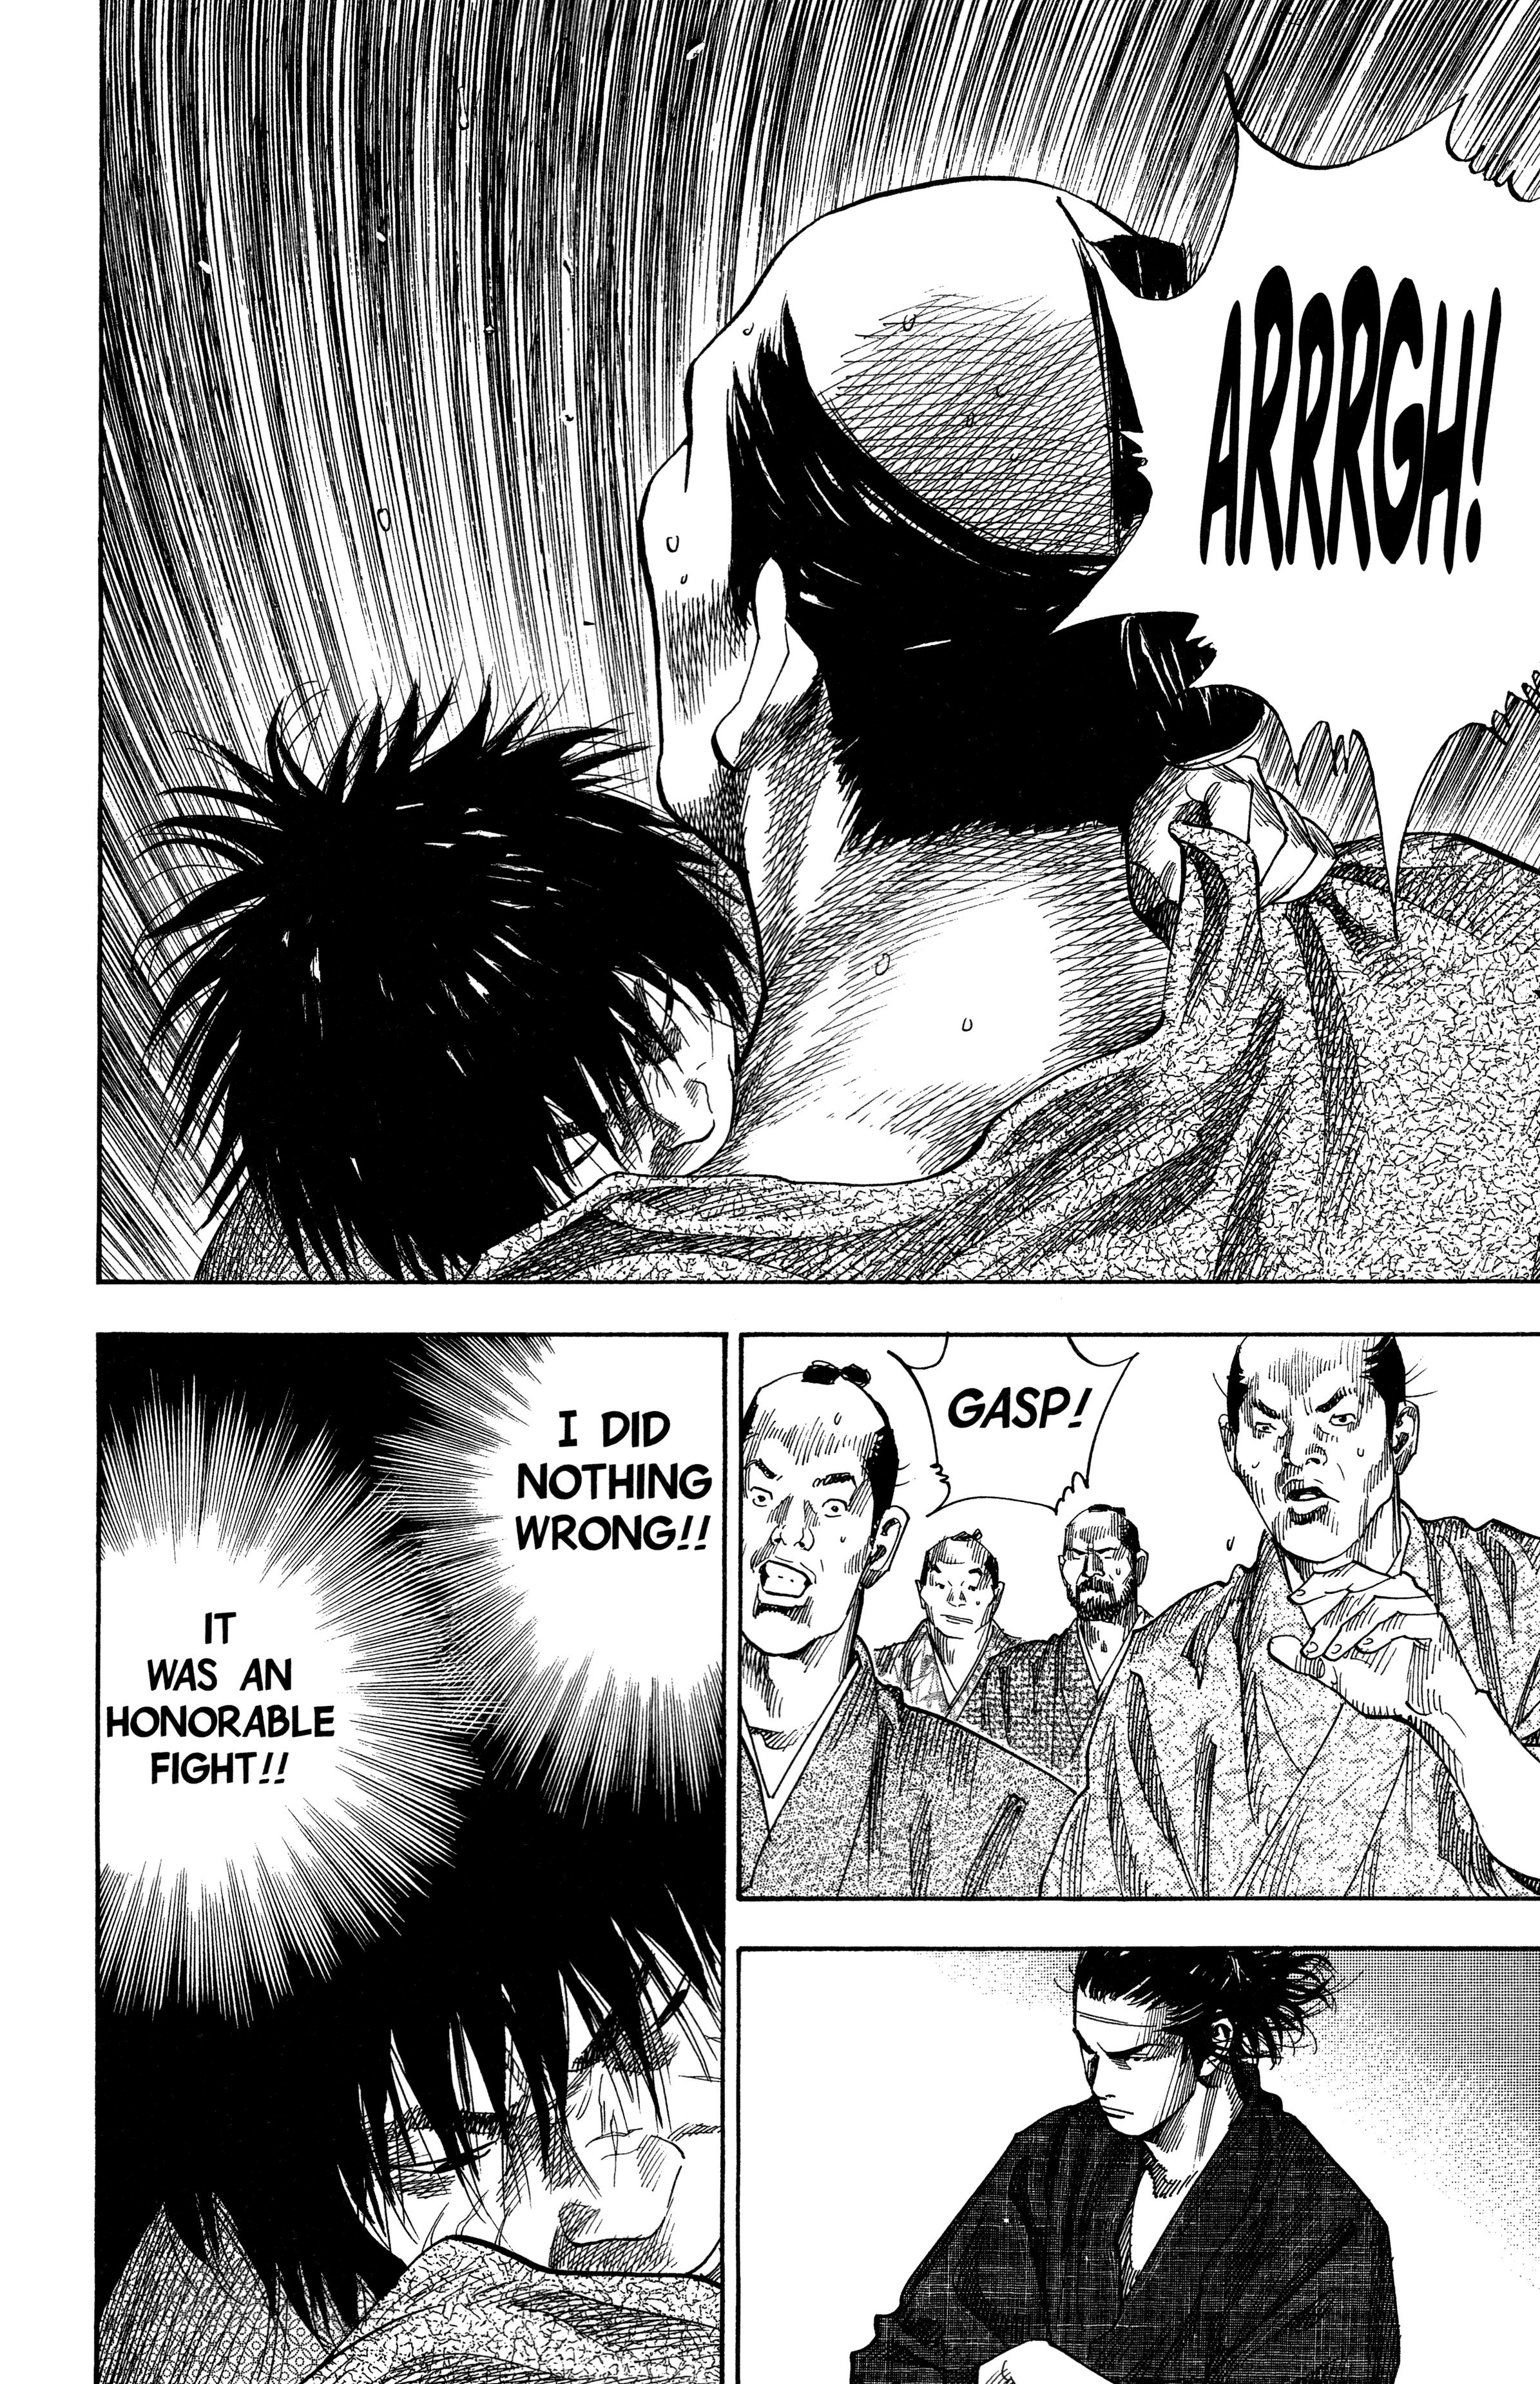 ARRRGH!
GASP!
I DID
NOTHING
WRONG!!
IT
WAS AN
HONORABLE
FIGHT!!